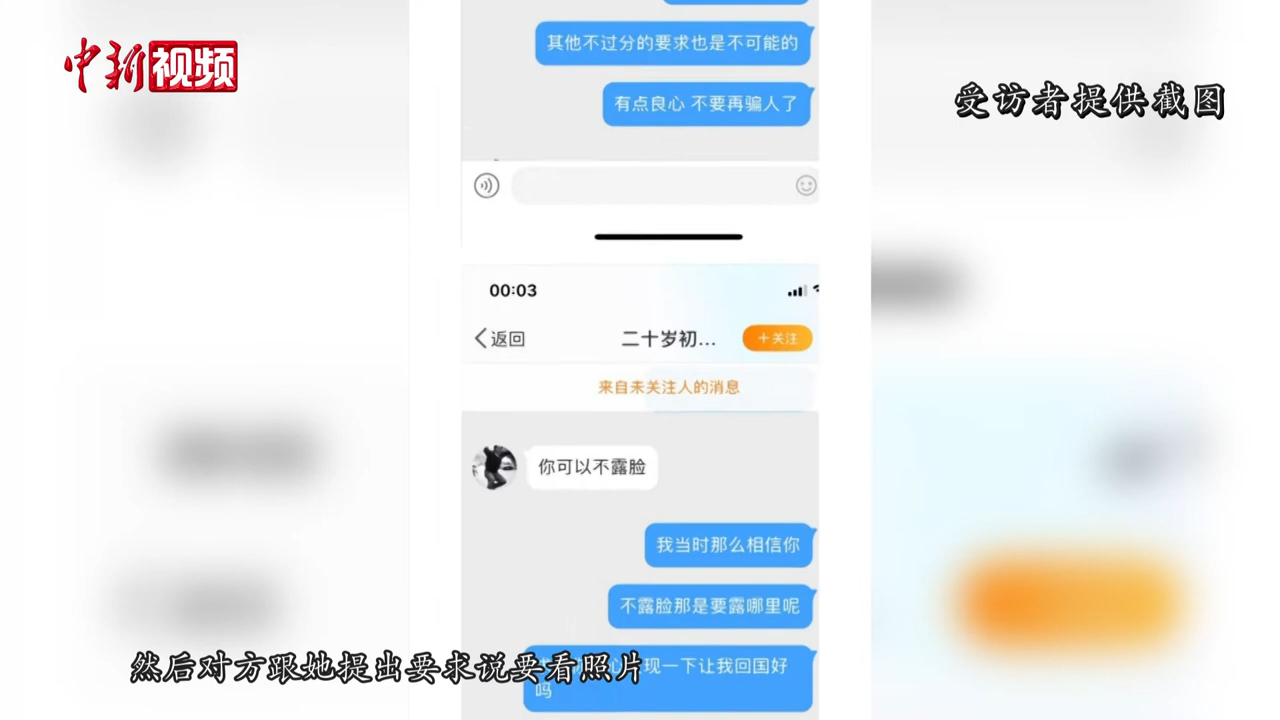 中新视频
受访者提供截图
其他不过分的要求也是不可能的
有点良心 不要再骗人了
00:03
返回
二十岁初...
+关注
来自未关注人的消息
你可以不露脸
我当时那么相信你
不露脸那是要露哪里呢
现一下让我回国好
吗
然后对方跟她提出要求说要看照片